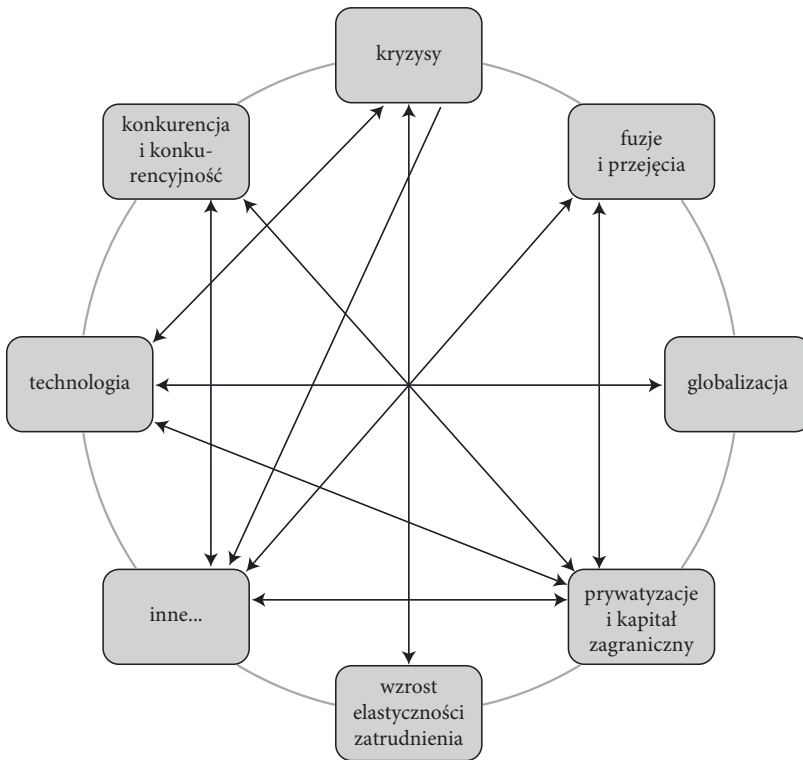 kryzysy
konkurencja
i konku-
rencyjność
fuzje
i przejęcia
technologia
globalizacja
inne...
prywatyzacje
i kapitał
zagraniczny
wzrost
elastyczności
zatrudnienia